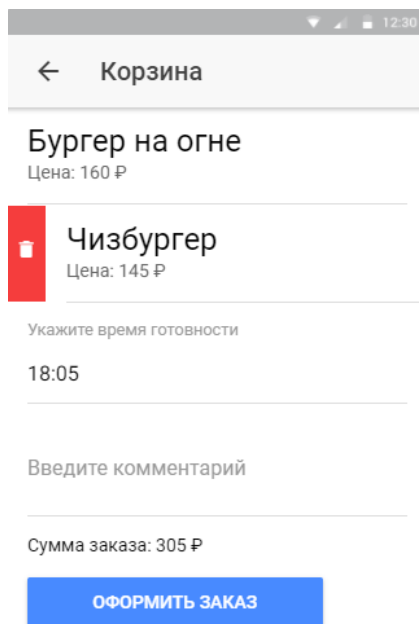 12:30
Корзина
Бургер на огне
Цена: 160 ₽
Чизбургер
Цена: 145 ₽
Укажите время готовности
18:05
Введите комментарий
Сумма заказа: 305 ₽
ОФОРМИТЬ ЗАКАЗ